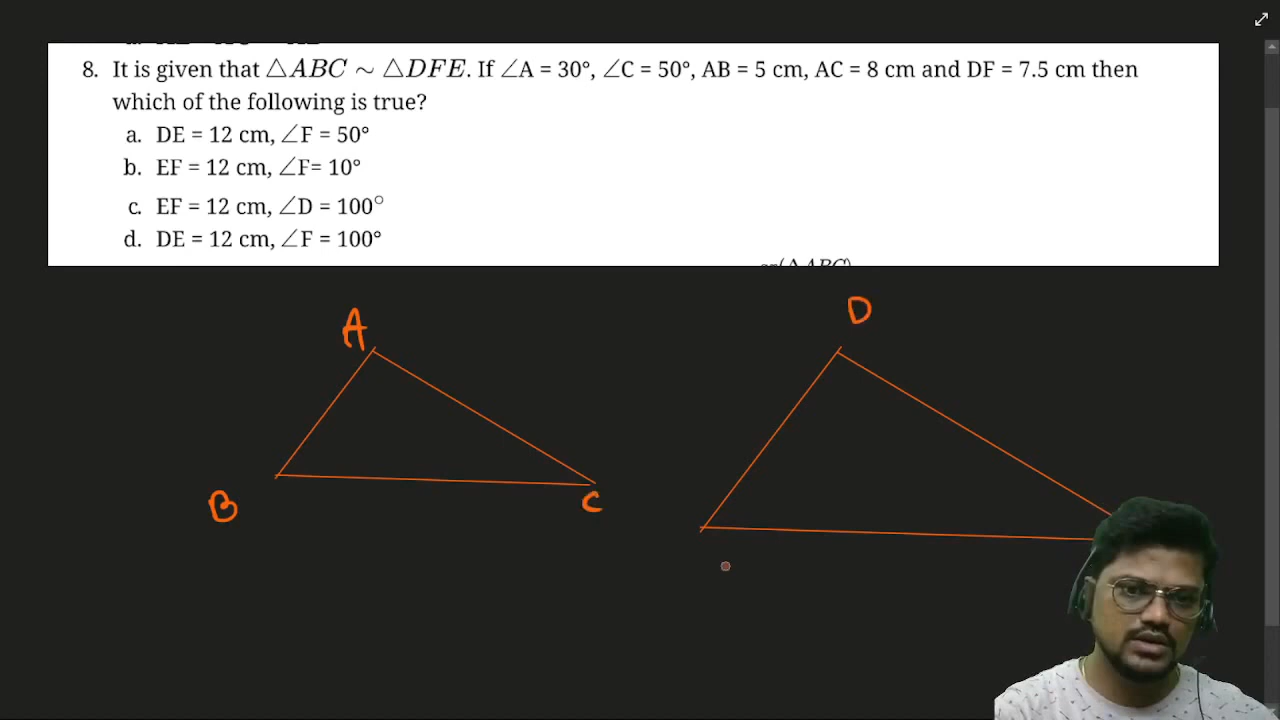 8. It is given that △ABC ∼ △DFE. If ∠A = 30°, ∠C = 50°, AB = 5 cm, AC = 8 cm and DF = 7.5 cm then
which of the following is true?
a. DE = 12 cm, ∠F = 50°
b. EF = 12 cm, ∠F= 10°
c. EF = 12 cm, ∠D = 100°
d. DE = 12 cm, ∠F = 100°
A
D
B
C